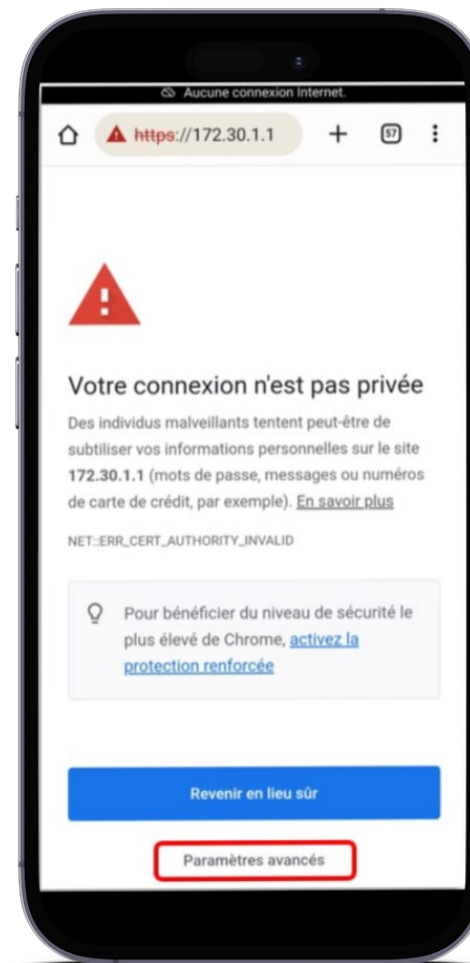 Aucune connexion Internet.
https://172.30.1.1
57
Votre connexion n'est pas privée
Des individus malveillants tentent peut-être de
subtiliser vos informations personnelles sur le site
172.30.1.1 (mots de passe, messages ou numéros
de carte de crédit, par exemple). En savoir plus
NET::ERR_CERT_AUTHORITY_INVALID
Pour bénéficier du niveau de sécurité le
plus élevé de Chrome, activez la
protection renforcée
Revenir en lieu sûr
Paramètres avancés